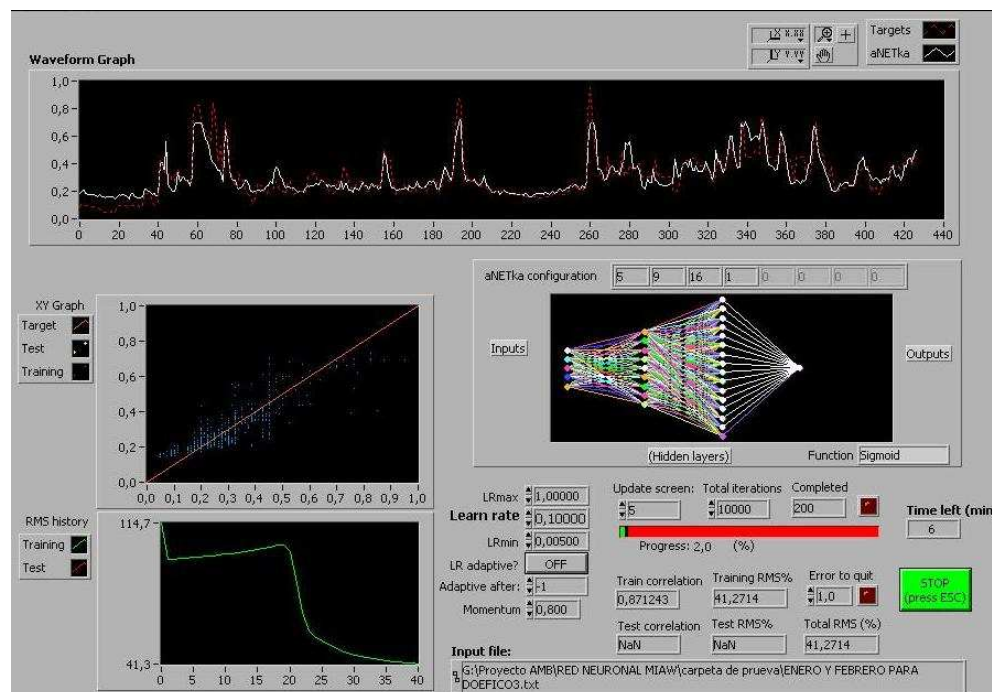 Targets
aNETka
Waveform Graph
1,0
0,8
0,6
0,4
0,2
0,0
0 20 40 60 80 100 120 140 160 180 200 220 240 260 280 300 320 340 360 380 400 420 440
aNETka configuration 5 9 16 1 0 0 0 0
XY Graph
Target
Test
Training
1,0
0,8
0,6
0,4
0,2
0,0
0,0 0,1 0,2 0,3 0,4 0,5 0,6 0,7 0,8 0,9 1,0
Inputs
Outputs
(Hidden layers)
Function Sigmoid
RMS history
Training
Test
114,7
41,3
0 5 10 15 20 25 30 35 40
LRmax 1,00000
Learn rate 0,10000
LRmin 0,00500
LR adaptive? OFF
Adaptive after: -1
Momentum 0,800
Update screen: Total iterations Completed
5 10000 200
Time left (min
6
Progress: 2,0 (%)
Train correlation Training RMS% Error to quit
0,871243 41,2714 1,0
STOP
(press ESC)
Test correlation Test RMS% Total RMS (%)
NaN NaN 41,2714
Input file:
G:\Proyecto AMB\RED NEURONAL MIAW\carpeta de prueva\ENERO Y FEBRERO PARA
DOEFICO3.txt